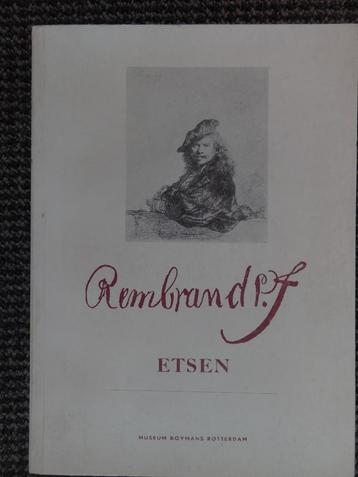 Rembrandt.f
ETSEN
MUSEUM BOYMANS ROTTERDAM